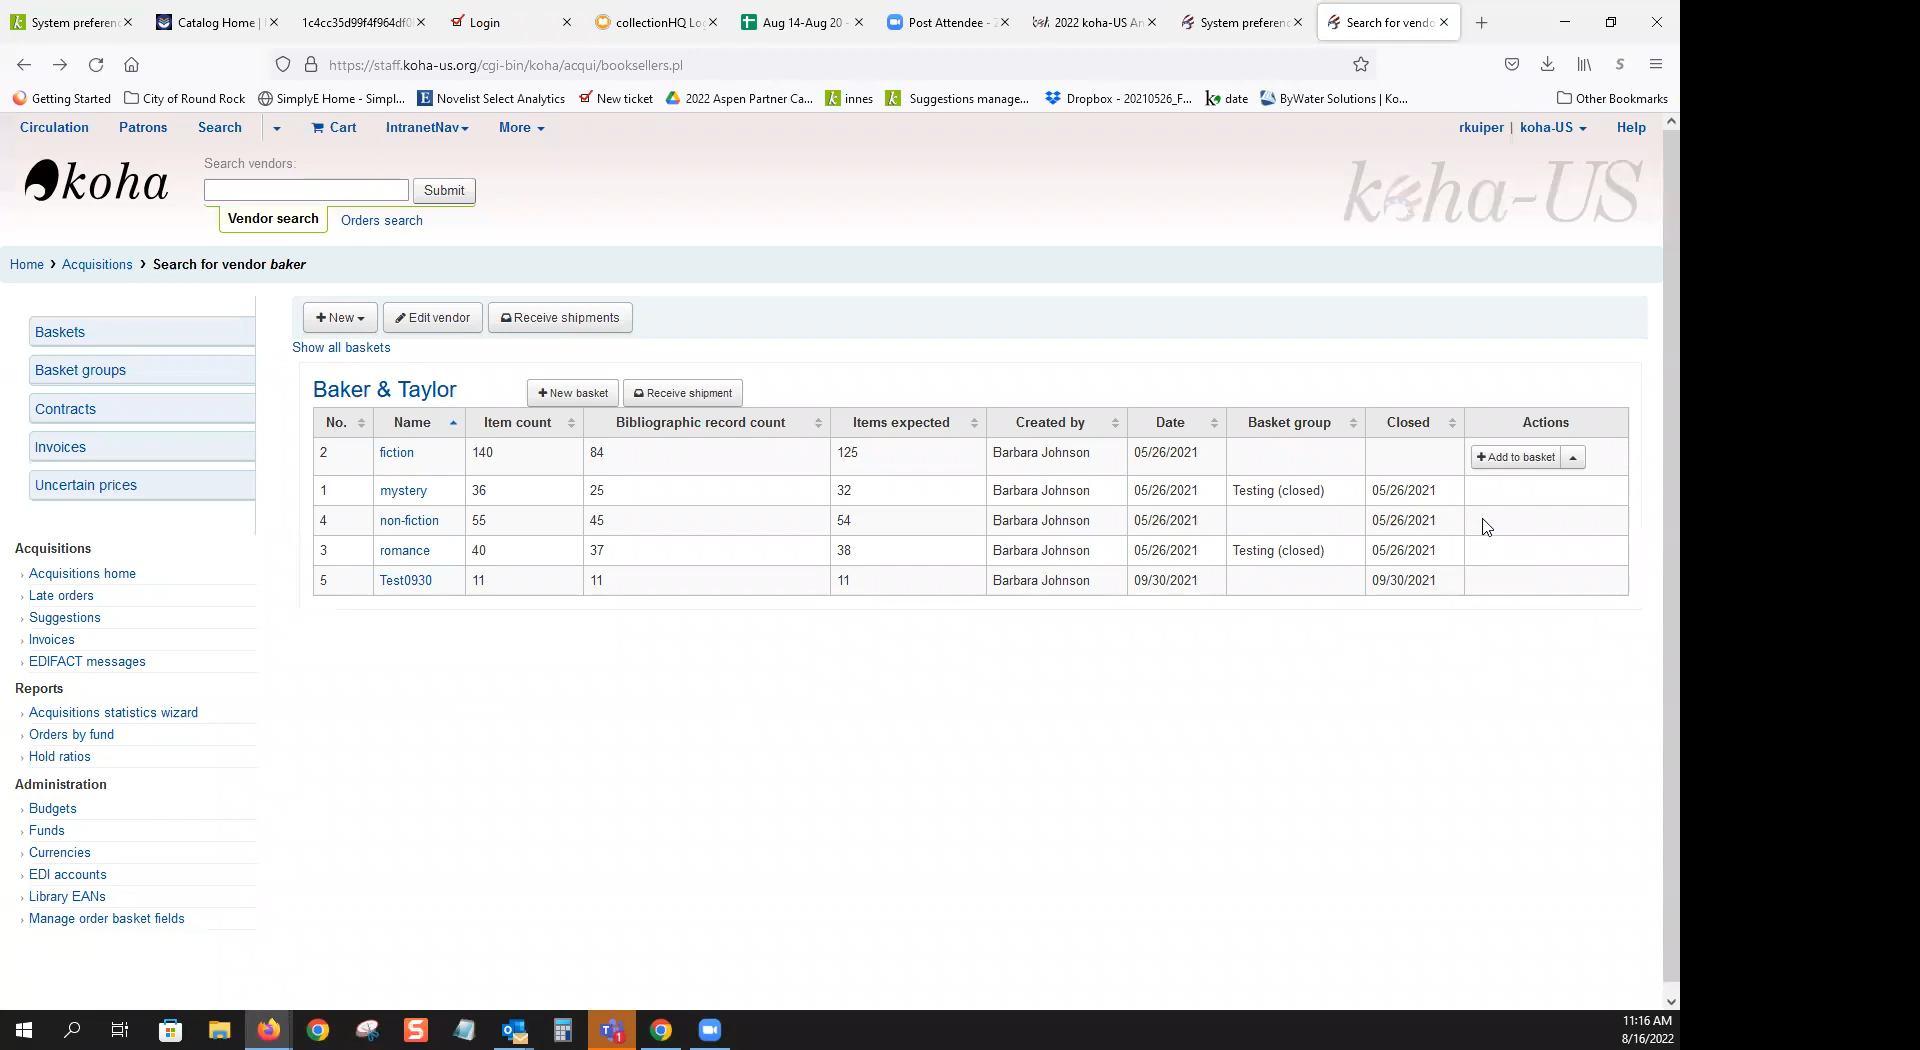 System preferenc
Catalog Home |
1c4cc35d99f4f964df0
Login
collectionHQ Lo
Aug 14-Aug 20 -
Post Attendee - Z
2022 koha-US An
System preferenc
Search for vendo
https://staff.koha-us.org/cgi-bin/koha/acqui/booksellers.pl
Getting Started
City of Round Rock
SimplyE Home - Simpl...
Novelist Select Analytics
New ticket
2022 Aspen Partner Ca...
innes
Suggestions manage...
Dropbox - 20210526_F...
date
ByWater Solutions | Ko...
Other Bookmarks
Circulation Patrons Search Cart IntranetNav More rkuiper | koha-US Help
koha
Search vendors:
Submit
Vendor search Orders search
koha-US
Home › Acquisitions › Search for vendor baker
Baskets
Basket groups
Contracts
Invoices
Uncertain prices
Acquisitions
Acquisitions home
Late orders
Suggestions
Invoices
EDIFACT messages
Reports
Acquisitions statistics wizard
Orders by fund
Hold ratios
Administration
Budgets
Funds
Currencies
EDI accounts
Library EANs
Manage order basket fields
+ New Edit vendor Receive shipments
Show all baskets
Baker & Taylor + New basket Receive shipment
No. Name Item count Bibliographic record count Items expected Created by Date Basket group Closed Actions
2 fiction 140 84 125 Barbara Johnson 05/26/2021 + Add to basket
1 mystery 36 25 32 Barbara Johnson 05/26/2021 Testing (closed) 05/26/2021
4 non-fiction 55 45 54 Barbara Johnson 05/26/2021 05/26/2021
3 romance 40 37 38 Barbara Johnson 05/26/2021 Testing (closed) 05/26/2021
5 Test0930 11 11 11 Barbara Johnson 09/30/2021 09/30/2021
11:16 AM
8/16/2022